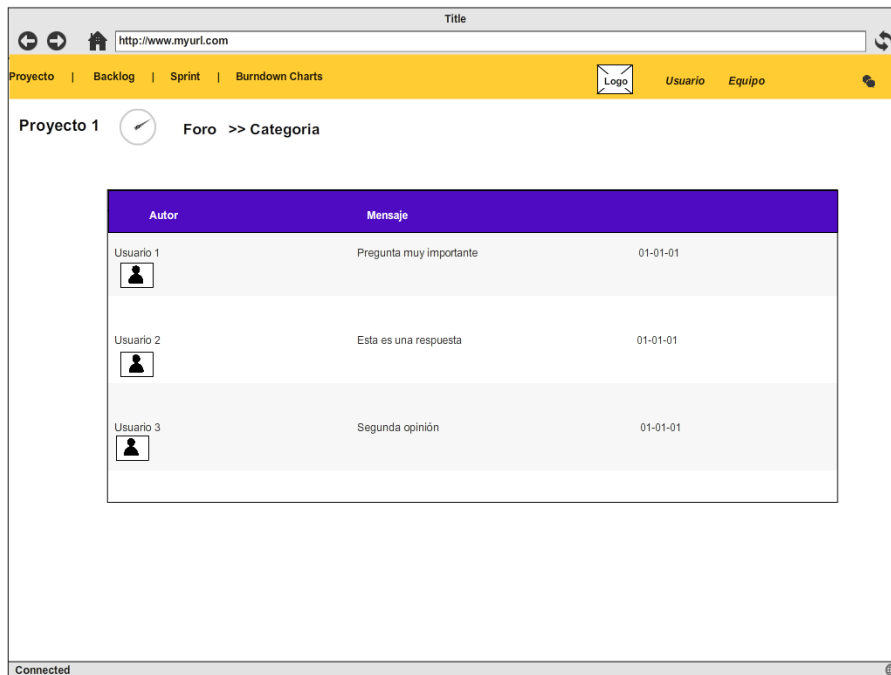 Title
http://www.myurl.com
Proyecto | Backlog | Sprint | Burndown Charts Logo Usuario Equipo
Proyecto 1 Foro >> Categoria
Autor Mensaje
Usuario 1 Pregunta muy importante 01-01-01
Usuario 2 Esta es una respuesta 01-01-01
Usuario 3 Segunda opinión 01-01-01
Connected